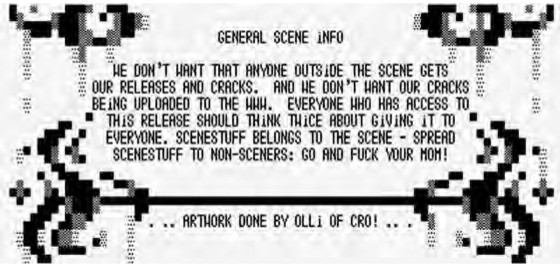 GENERAL SCENE iNFO
WE DON'T WANT THAT ANYONE OUTSiDE THE SCENE GETS
OUR RELEASES AND CRACKS.  AND WE DON'T WANT OUR CRACKS
BEiNG UPLOADED TO THE WWW.  EVERYONE WHO HAS ACCESS TO
THiS RELEASE SHOULD THiNK TWiCE ABOUT GiViNG iT TO
EVERYONE. SCENESTUFF BELONGS TO THE SCENE - SPREAD
SCENESTUFF TO NON-SCENERS: GO AND FUCK YOUR MOM!
. .. ARTWORK DONE BY OLLi OF CRO! .. .